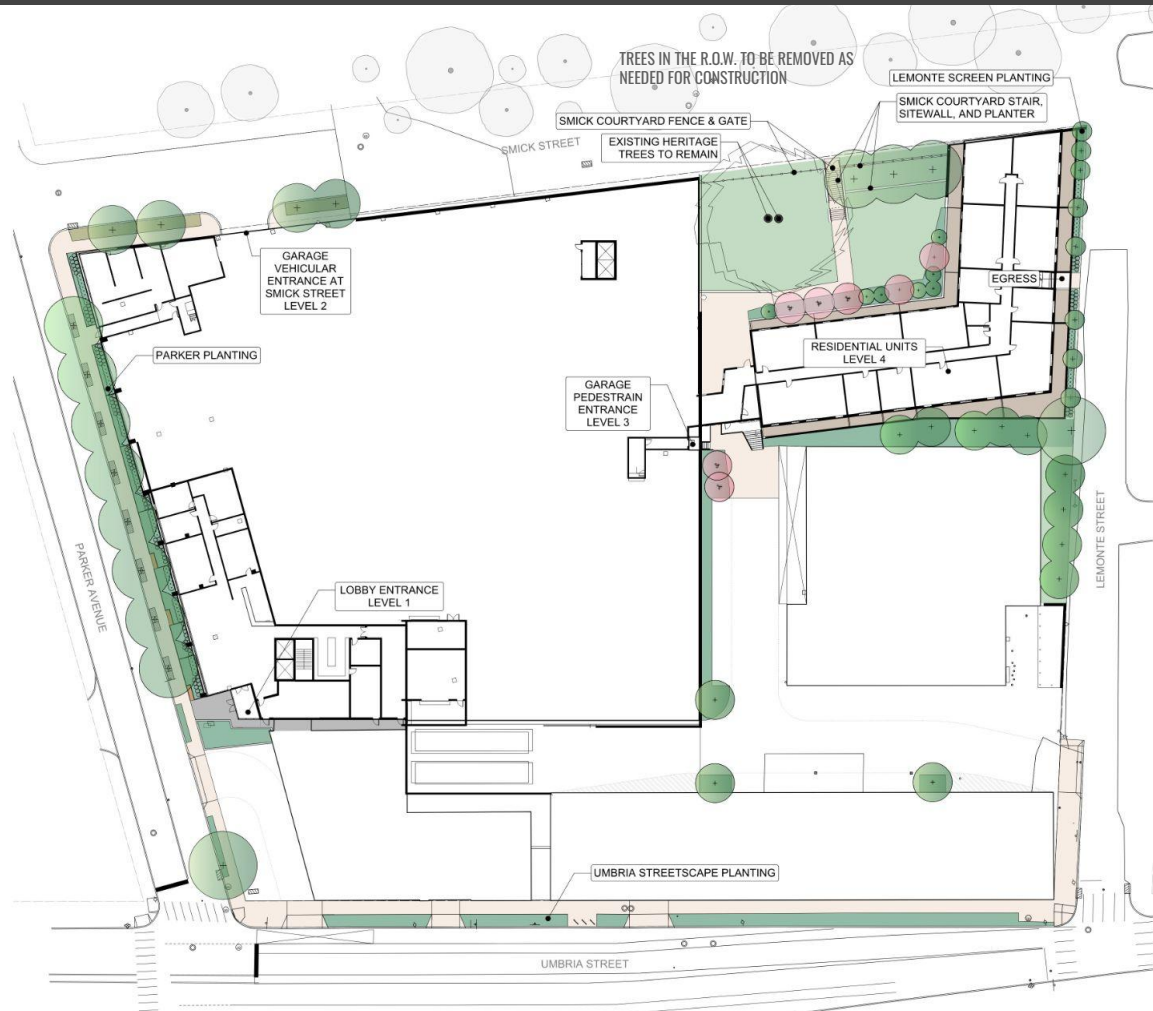 TREES IN THE R.O.W. TO BE REMOVED AS
NEEDED FOR CONSTRUCTION
LEMONTE SCREEN PLANTING
SMICK COURTYARD STAIR,
SITEWALL, AND PLANTER
SMICK COURTYARD FENCE & GATE
EXISTING HERITAGE
TREES TO REMAIN
SMICK STREET
GARAGE
VEHICULAR
ENTRANCE AT
SMICK STREET
LEVEL 2
EGRESS
PARKER PLANTING
RESIDENTIAL UNITS
LEVEL 4
GARAGE
PEDESTRAIN
ENTRANCE
LEVEL 3
PARKER AVENUE
LEMONTE STREET
LOBBY ENTRANCE
LEVEL 1
UMBRIA STREETSCAPE PLANTING
UMBRIA STREET